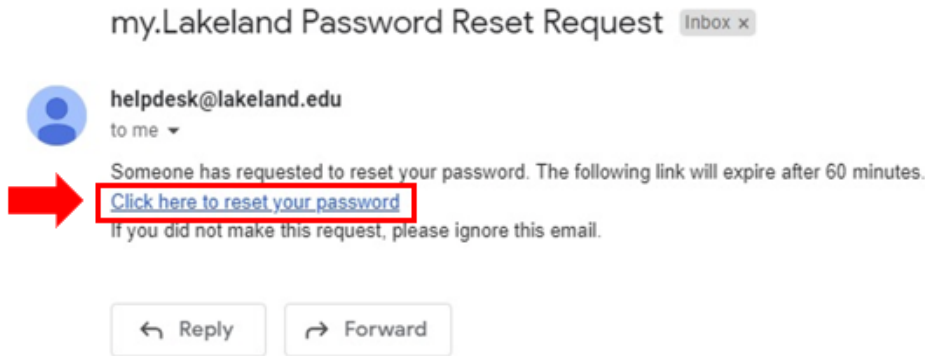 my.Lakeland Password Reset Request Inbox ×
helpdesk@lakeland.edu
to me
Someone has requested to reset your password. The following link will expire after 60 minutes.
Click here to reset your password
If you did not make this request, please ignore this email.
Reply Forward